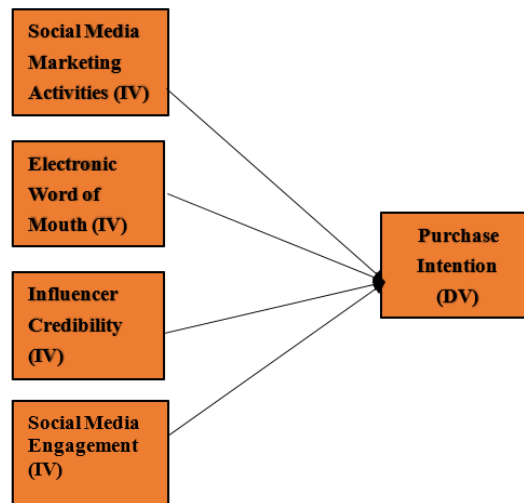 Social Media
Marketing
Activities (IV)
Electronic
Word of
Mouth (IV)
Influencer
Credibility
(IV)
Social Media
Engagement
(IV)
Purchase
Intention
(DV)